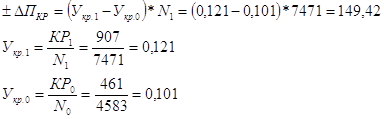 ± ΔП_КР = (У_кр.1 − У_кр.0) * N_1 = (0,121 − 0,101) * 7471 = 149,42
У_кр.1 = КР_1 / N_1 = 907 / 7471 = 0,121
У_кр.0 = КР_0 / N_0 = 461 / 4583 = 0,101